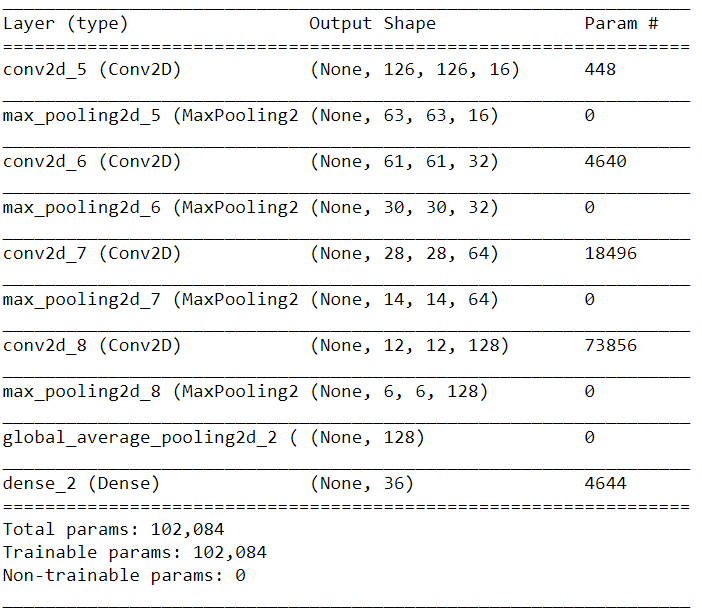 Layer (type) Output Shape Param #
conv2d_5 (Conv2D) (None, 126, 126, 16) 448
max_pooling2d_5 (MaxPooling2 (None, 63, 63, 16) 0
conv2d_6 (Conv2D) (None, 61, 61, 32) 4640
max_pooling2d_6 (MaxPooling2 (None, 30, 30, 32) 0
conv2d_7 (Conv2D) (None, 28, 28, 64) 18496
max_pooling2d_7 (MaxPooling2 (None, 14, 14, 64) 0
conv2d_8 (Conv2D) (None, 12, 12, 128) 73856
max_pooling2d_8 (MaxPooling2 (None, 6, 6, 128) 0
global_average_pooling2d_2 ( (None, 128) 0
dense_2 (Dense) (None, 36) 4644
Total params: 102,084
Trainable params: 102,084
Non-trainable params: 0